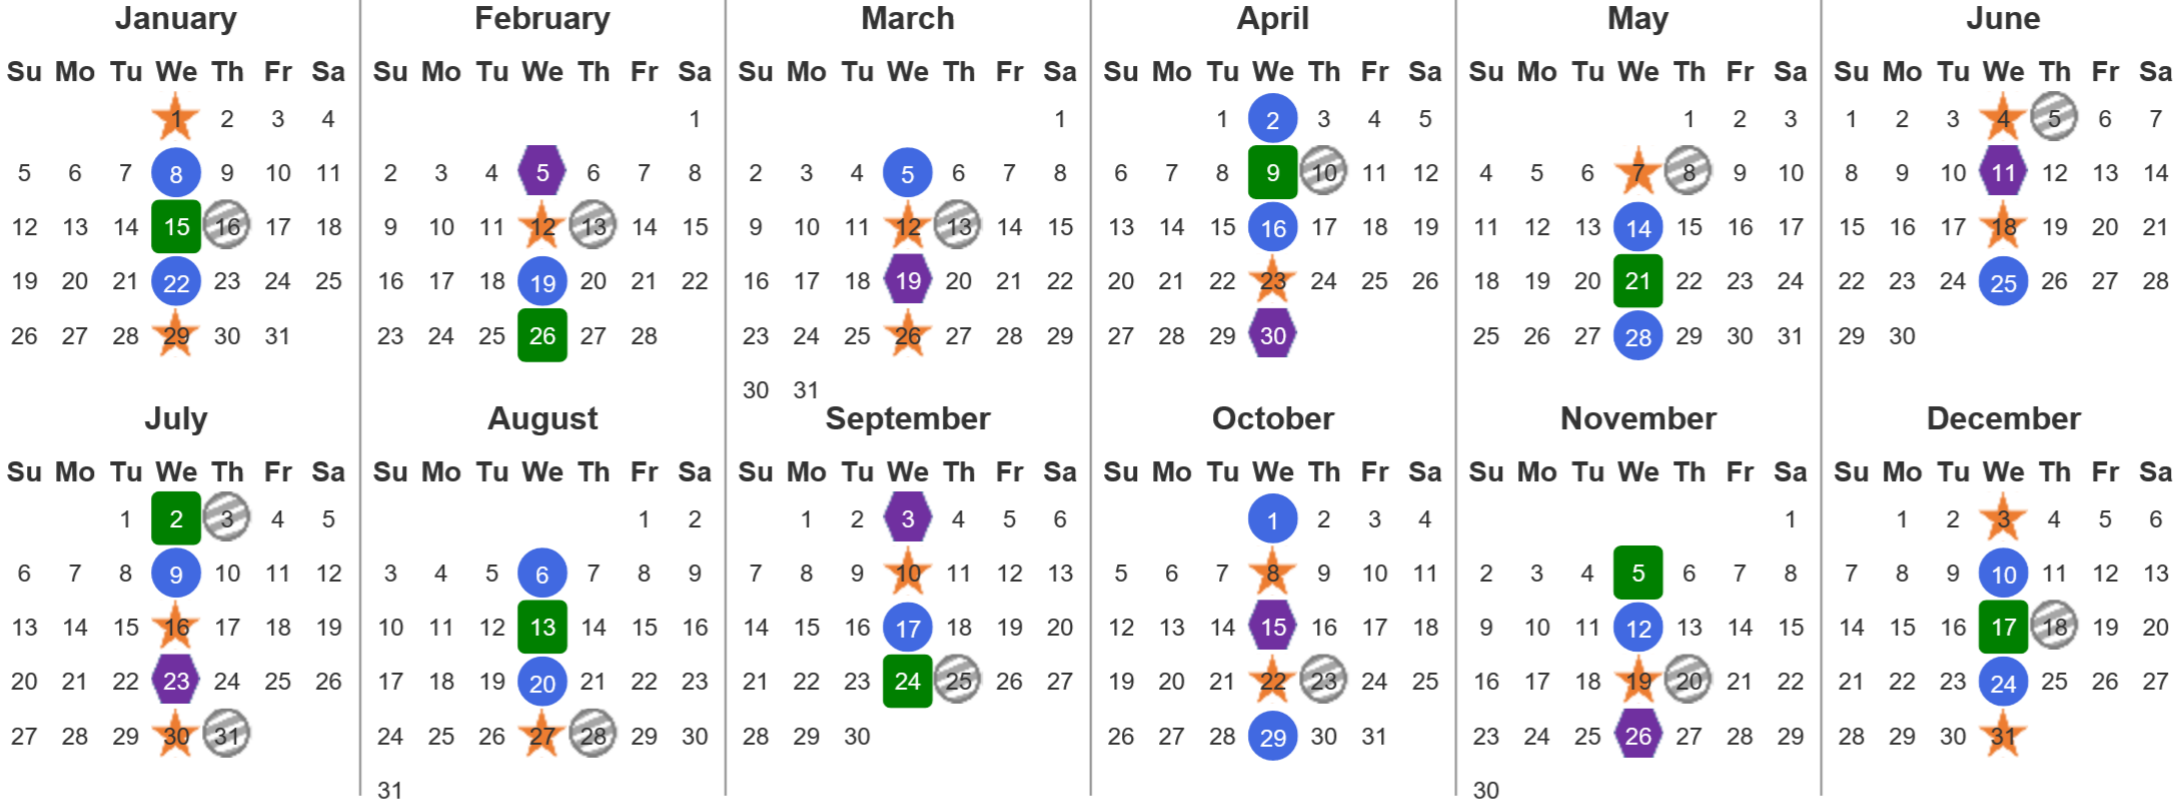 January February March April May June
Su Mo Tu We Th Fr Sa Su Mo Tu We Th Fr Sa Su Mo Tu We Th Fr Sa Su Mo Tu We Th Fr Sa Su Mo Tu We Th Fr Sa Su Mo Tu We Th Fr Sa
1 2 3 4 1 1 1 2 3 4 5 1 2 3 1 2 3 4 5 6 7
5 6 7 8 9 10 11 2 3 4 5 6 7 8 2 3 4 5 6 7 8 6 7 8 9 10 11 12 4 5 6 7 8 9 10 8 9 10 11 12 13 14
12 13 14 15 16 17 18 9 10 11 12 13 14 15 9 10 11 12 13 14 15 13 14 15 16 17 18 19 11 12 13 14 15 16 17 15 16 17 18 19 20 21
19 20 21 22 23 24 25 16 17 18 19 20 21 22 16 17 18 19 20 21 22 20 21 22 23 24 25 26 18 19 20 21 22 23 24 22 23 24 25 26 27 28
26 27 28 29 30 31 23 24 25 26 27 28 23 24 25 26 27 28 29 27 28 29 30 25 26 27 28 29 30 31 29 30
30 31
July August September October November December
Su Mo Tu We Th Fr Sa Su Mo Tu We Th Fr Sa Su Mo Tu We Th Fr Sa Su Mo Tu We Th Fr Sa Su Mo Tu We Th Fr Sa Su Mo Tu We Th Fr Sa
1 2 3 4 5 1 2 1 2 3 4 5 6 1 2 3 4 1 1 2 3 4 5 6
6 7 8 9 10 11 12 3 4 5 6 7 8 9 7 8 9 10 11 12 13 5 6 7 8 9 10 11 2 3 4 5 6 7 8 7 8 9 10 11 12 13
13 14 15 16 17 18 19 10 11 12 13 14 15 16 14 15 16 17 18 19 20 12 13 14 15 16 17 18 9 10 11 12 13 14 15 14 15 16 17 18 19 20
20 21 22 23 24 25 26 17 18 19 20 21 22 23 21 22 23 24 25 26 27 19 20 21 22 23 24 25 16 17 18 19 20 21 22 21 22 23 24 25 26 27
27 28 29 30 31 24 25 26 27 28 29 30 28 29 30 26 27 28 29 30 31 23 24 25 26 27 28 29 28 29 30 31
31 30